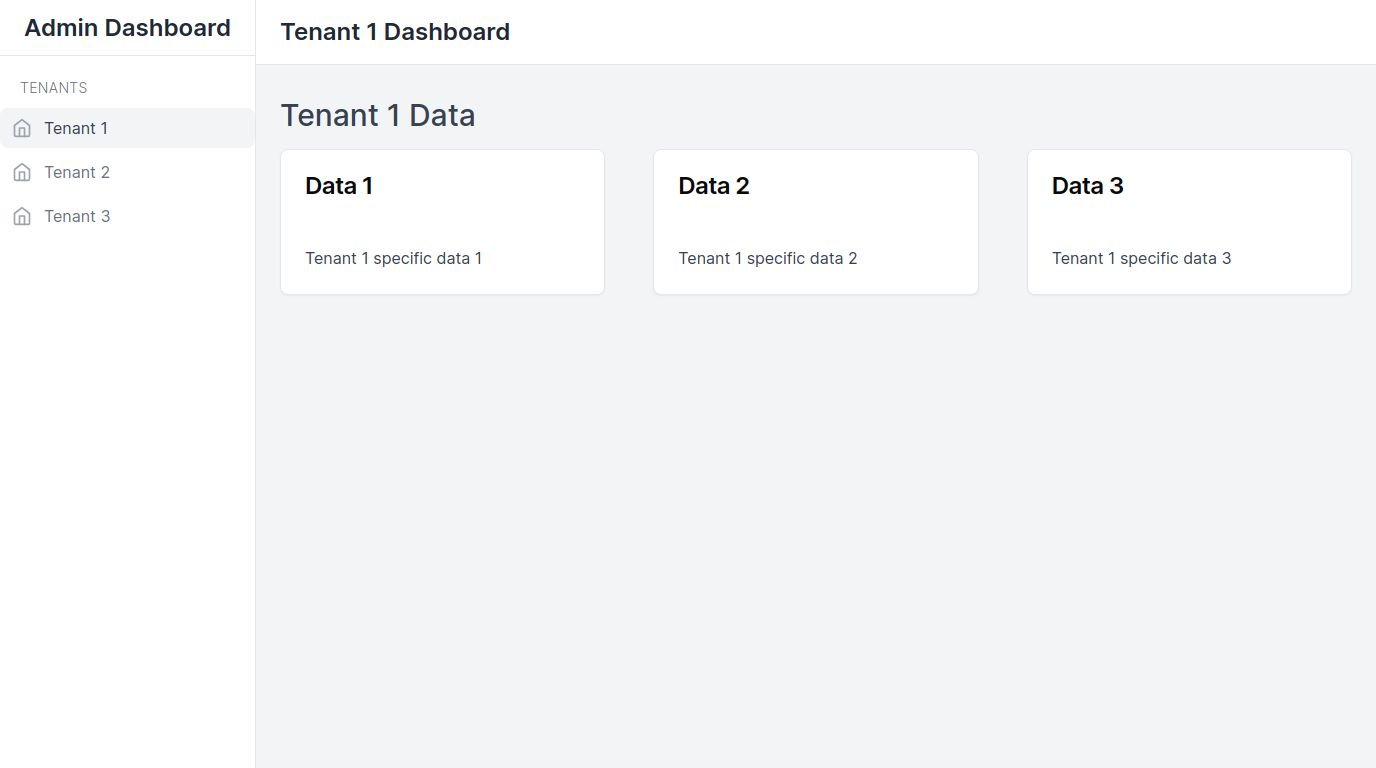 Admin Dashboard
TENANTS
Tenant 1
Tenant 2
Tenant 3
Tenant 1 Dashboard
Tenant 1 Data
Data 1
Tenant 1 specific data 1
Data 2
Tenant 1 specific data 2
Data 3
Tenant 1 specific data 3